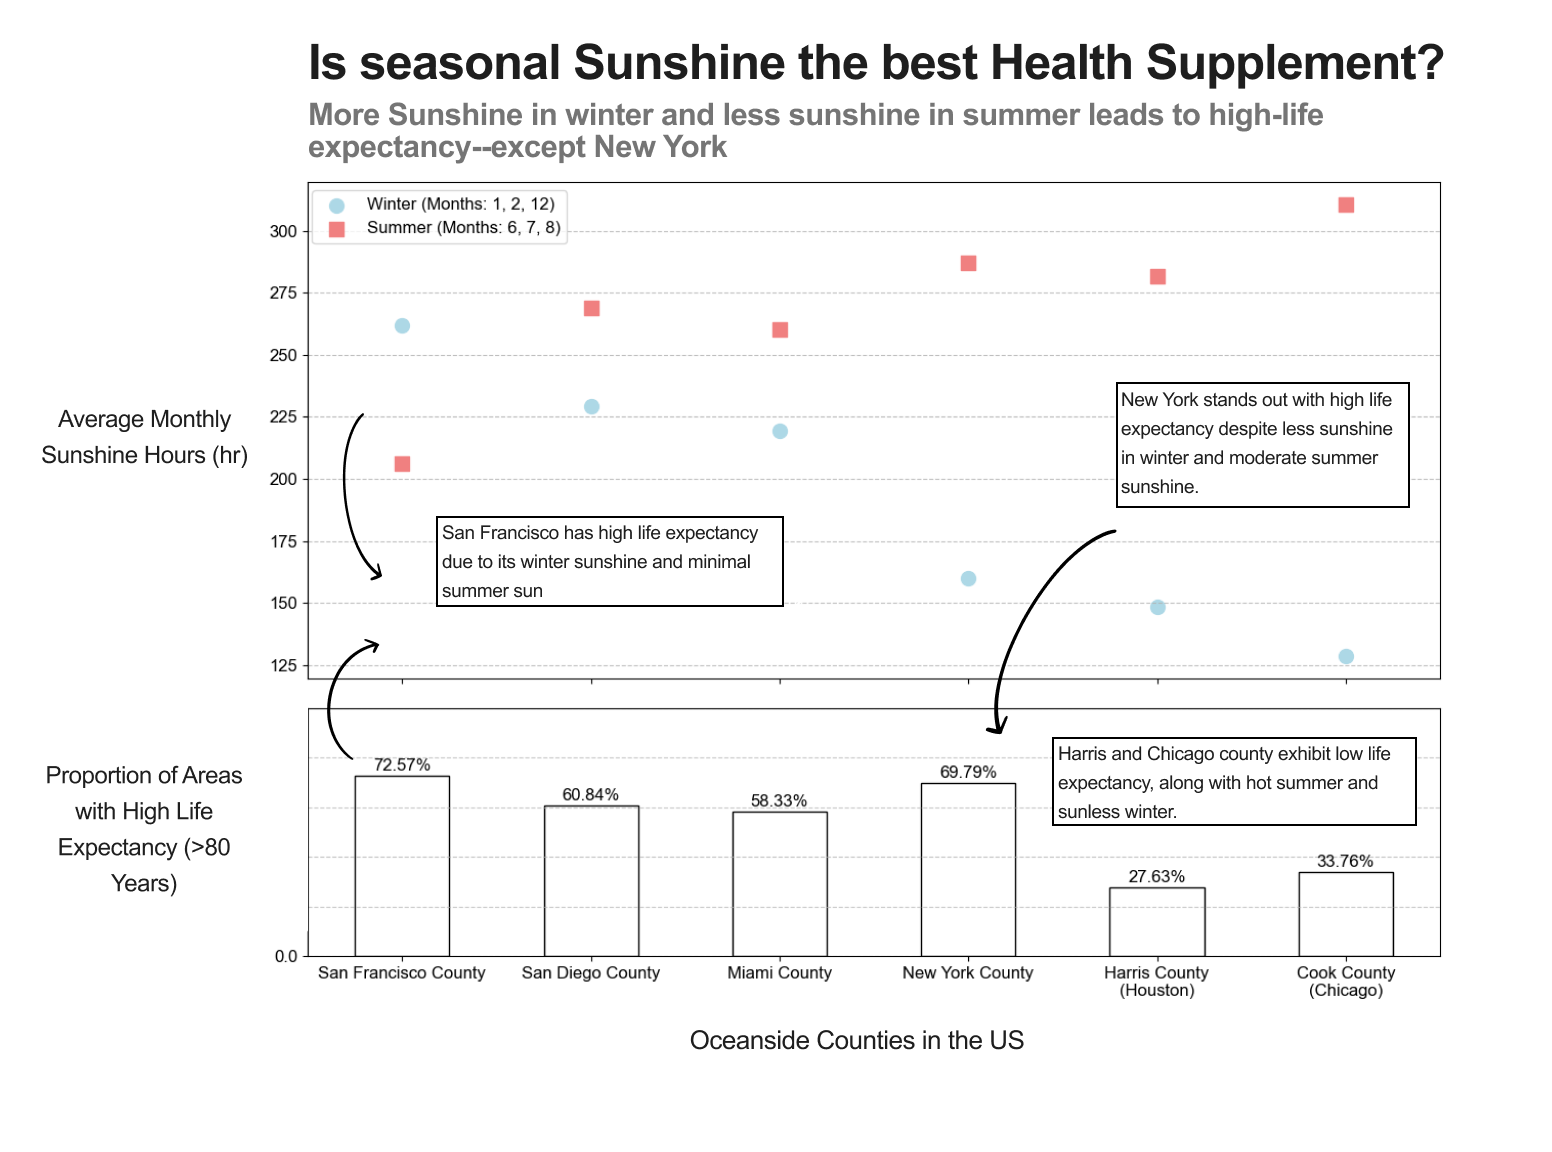 Is seasonal Sunshine the best Health Supplement?
More Sunshine in winter and less sunshine in summer leads to high-life
expectancy--except New York
Winter (Months: 1, 2, 12)
Summer (Months: 6, 7, 8)
300
275
250
225
200
175
150
125
Average Monthly
Sunshine Hours (hr)
New York stands out with high life
expectancy despite less sunshine
in winter and moderate summer
sunshine.
San Francisco has high life expectancy
due to its winter sunshine and minimal
summer sun
Proportion of Areas
with High Life
Expectancy (>80
Years)
Harris and Chicago county exhibit low life
expectancy, along with hot summer and
sunless winter.
72.57%
60.84%
58.33%
69.79%
27.63%
33.76%
0.0
San Francisco County
San Diego County
Miami County
New York County
Harris County
(Houston)
Cook County
(Chicago)
Oceanside Counties in the US